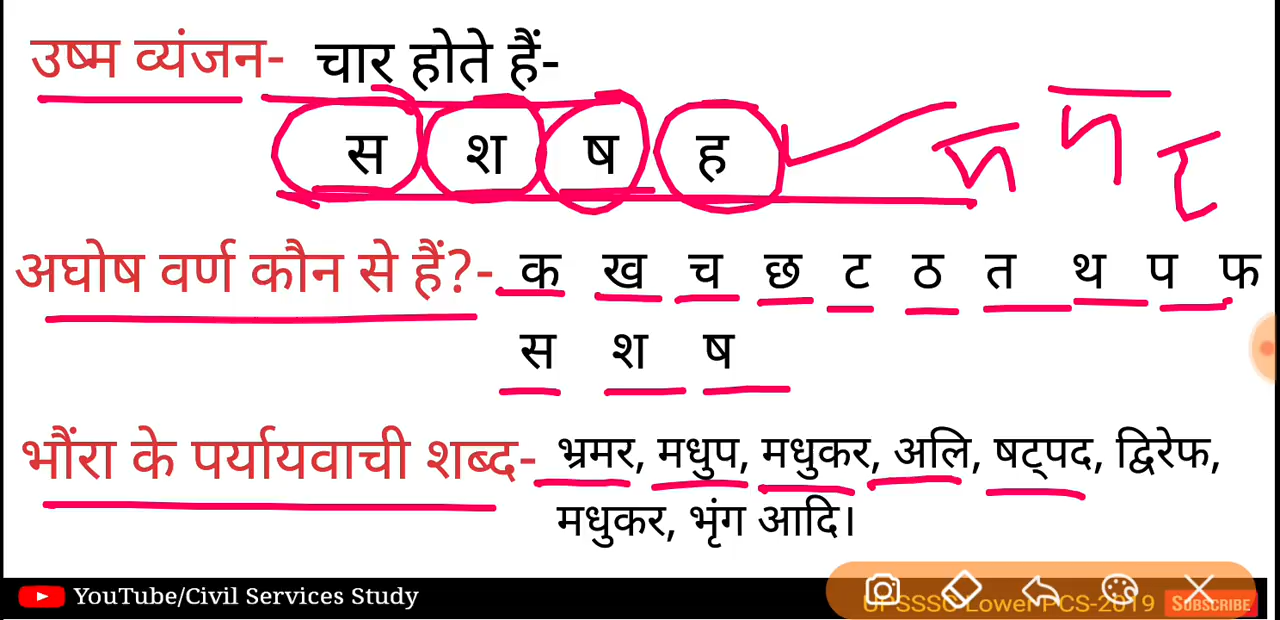 उष्म व्यंजन- चार होते हैं-
स श ष ह
अघोष वर्ण कौन से हैं?- क ख च छ ट ठ त थ प फ
स श ष
भौंरा के पर्यायवाची शब्द- भ्रमर, मधुप, मधुकर, अलि, षट्पद, द्विरेफ,
मधुकर, भृंग आदि।
YouTube/Civil Services Study
UPSSSC Lower PCS-2019 SUBSCRIBE